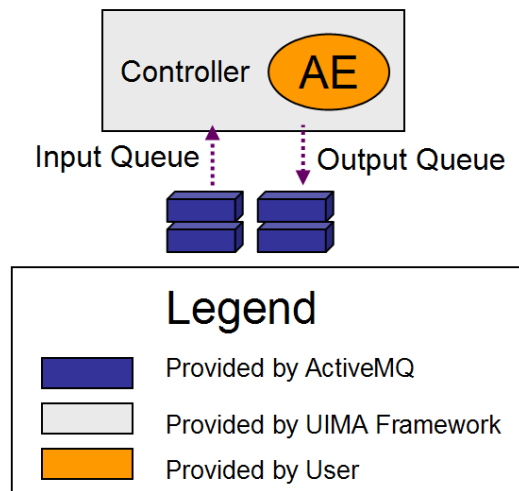 Controller
AE
Input Queue
Output Queue
Legend
Provided by ActiveMQ
Provided by UIMA Framework
Provided by User